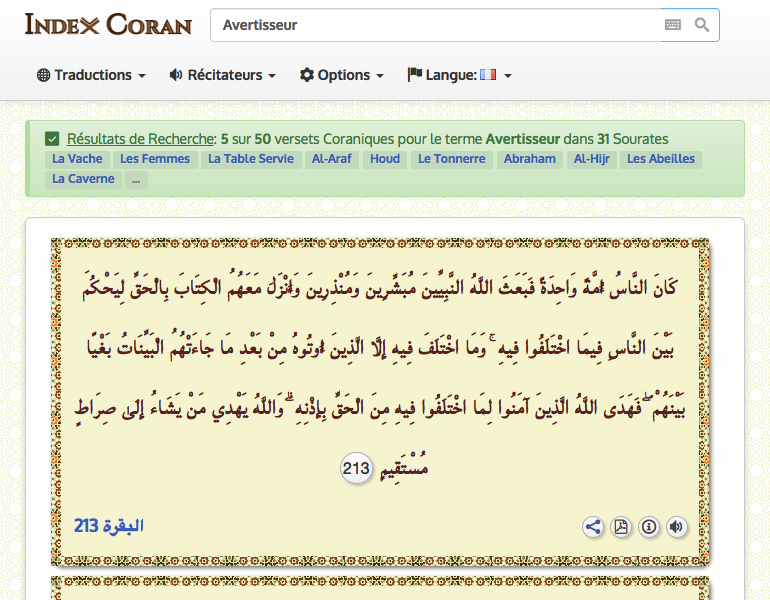 INDEX CORAN
Avertisseur
Traductions
Récitateurs
Options
Langue:
Résultats de Recherche: 5 sur 50 versets Coraniques pour le terme Avertisseur dans 31 Sourates
La Vache Les Femmes La Table Servie Al-Araf Houd Le Tonnerre Abraham Al-Hijr Les Abeilles
La Caverne ...
كَانَ النَّاسُ أُمَّةً وَاحِدَةً فَبَعَثَ اللَّهُ النَّبِيِّينَ مُبَشِّرِينَ وَمُنْذِرِينَ وَأَنْزَلَ مَعَهُمُ الْكِتَابَ بِالْحَقِّ لِيَحْكُمَ
بَيْنَ النَّاسِ فِيمَا اخْتَلَفُوا فِيهِ ۚ وَمَا اخْتَلَفَ فِيهِ إِلَّا الَّذِينَ أُوتُوهُ مِنْ بَعْدِ مَا جَاءَتْهُمُ الْبَيِّنَاتُ بَغْيًا
بَيْنَهُمْ ۖ فَهَدَى اللَّهُ الَّذِينَ آمَنُوا لِمَا اخْتَلَفُوا فِيهِ مِنَ الْحَقِّ بِإِذْنِهِ ۗ وَاللَّهُ يَهْدِي مَنْ يَشَاءُ إِلَى صِرَاطٍ
مُسْتَقِيمٍ 213
البقرة 213